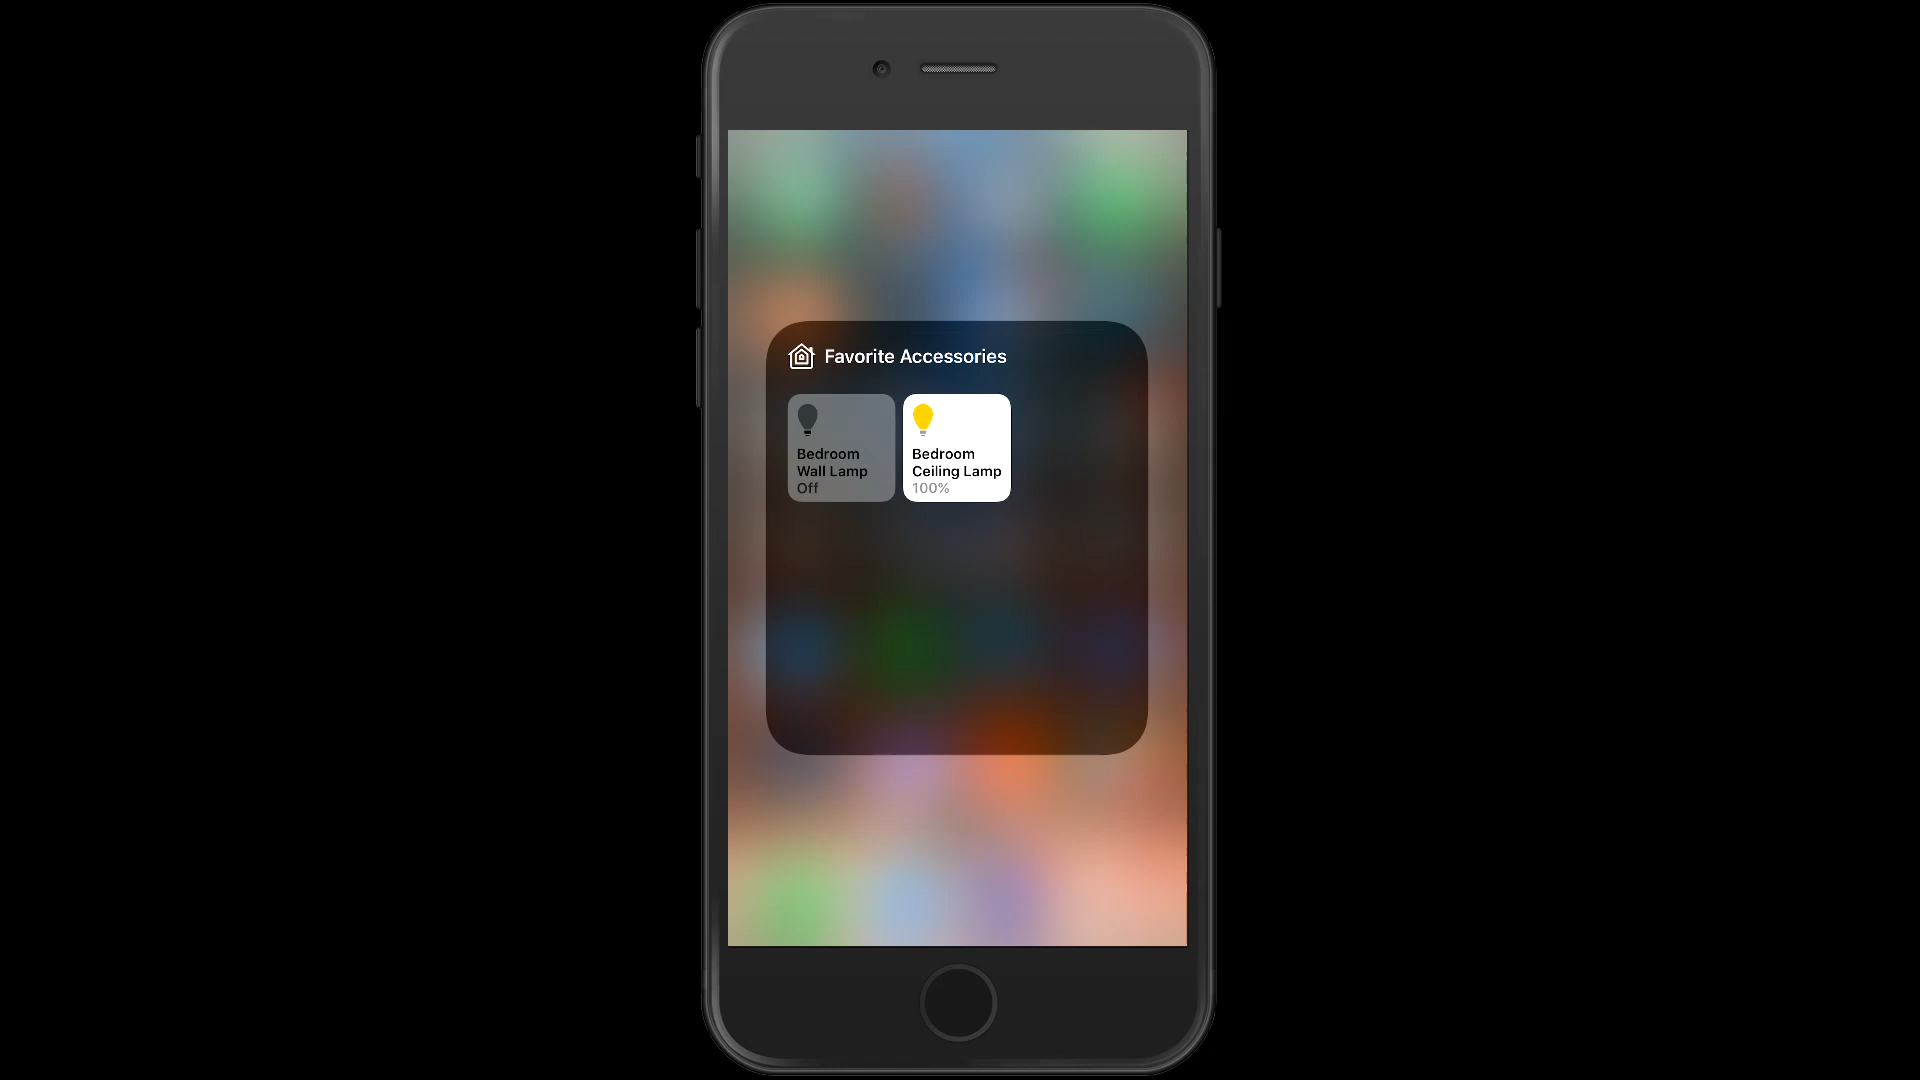 Favorite Accessories
Bedroom
Wall Lamp
Off
Bedroom
Ceiling Lamp
100%